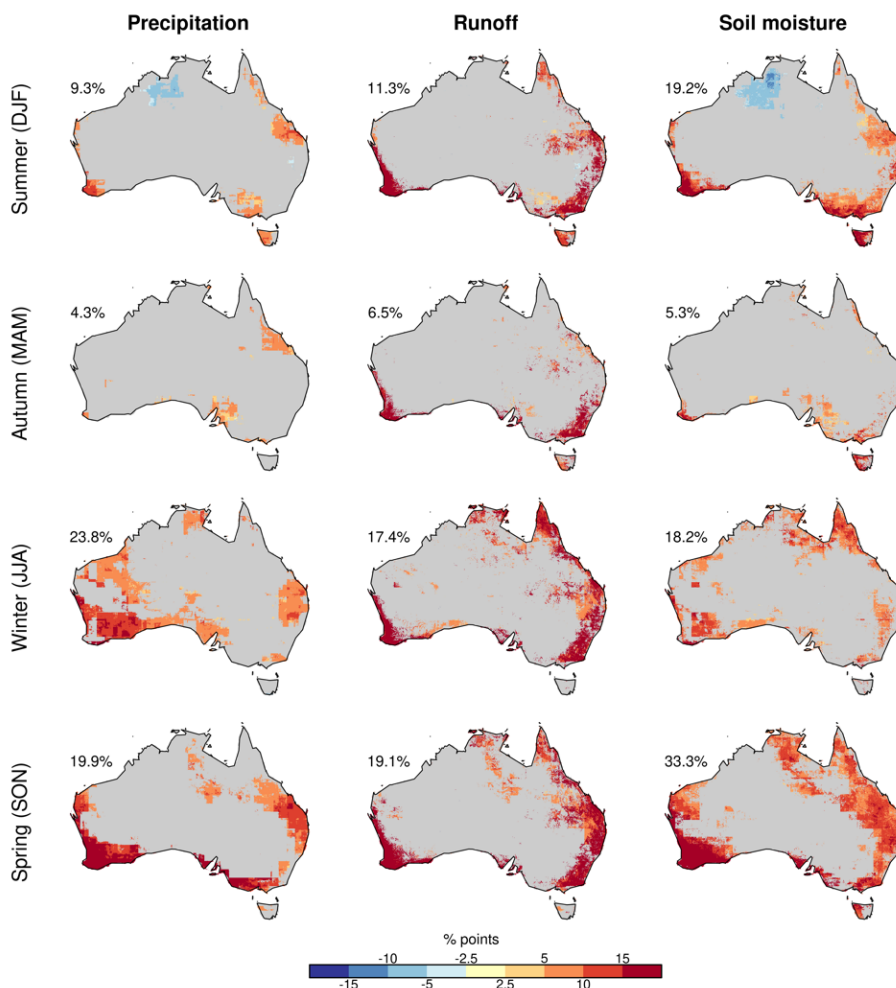 Precipitation Runoff Soil moisture
Summer (DJF)
9.3% 11.3% 19.2%
Autumn (MAM)
4.3% 6.5% 5.3%
Winter (JJA)
23.8% 17.4% 18.2%
Spring (SON)
19.9% 19.1% 33.3%
% points
-10 -2.5 5 15
-15 -5 2.5 10